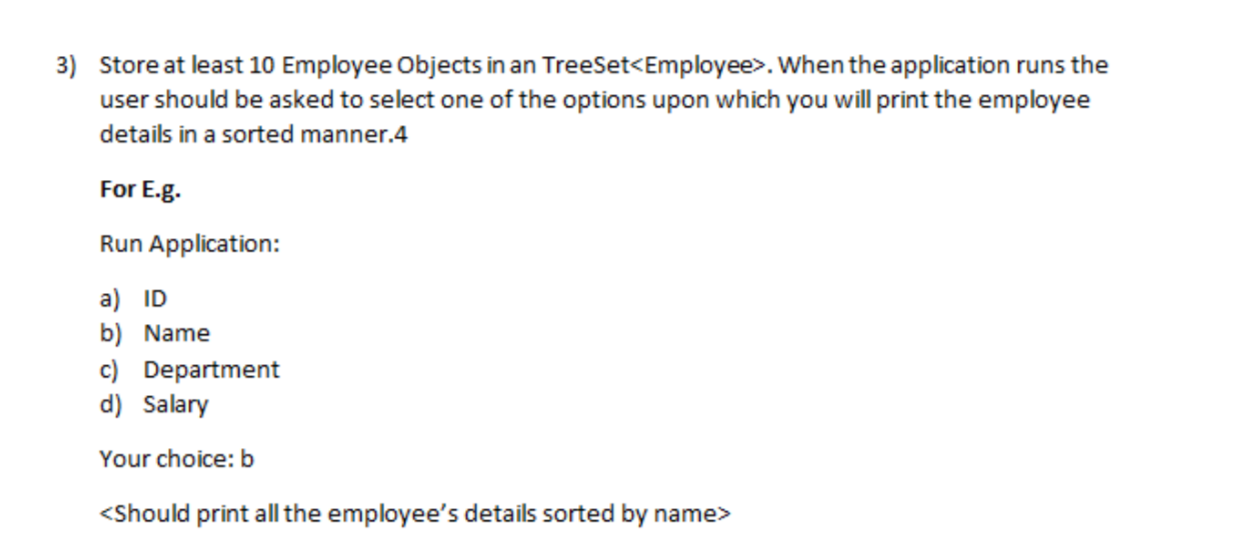 3) Store at least 10 Employee Objects in an TreeSet<Employee>. When the application runs the
user should be asked to select one of the options upon which you will print the employee
details in a sorted manner.4
For E.g.
Run Application:
a) ID
b) Name
c) Department
d) Salary
Your choice: b
<Should print all the employee’s details sorted by name>